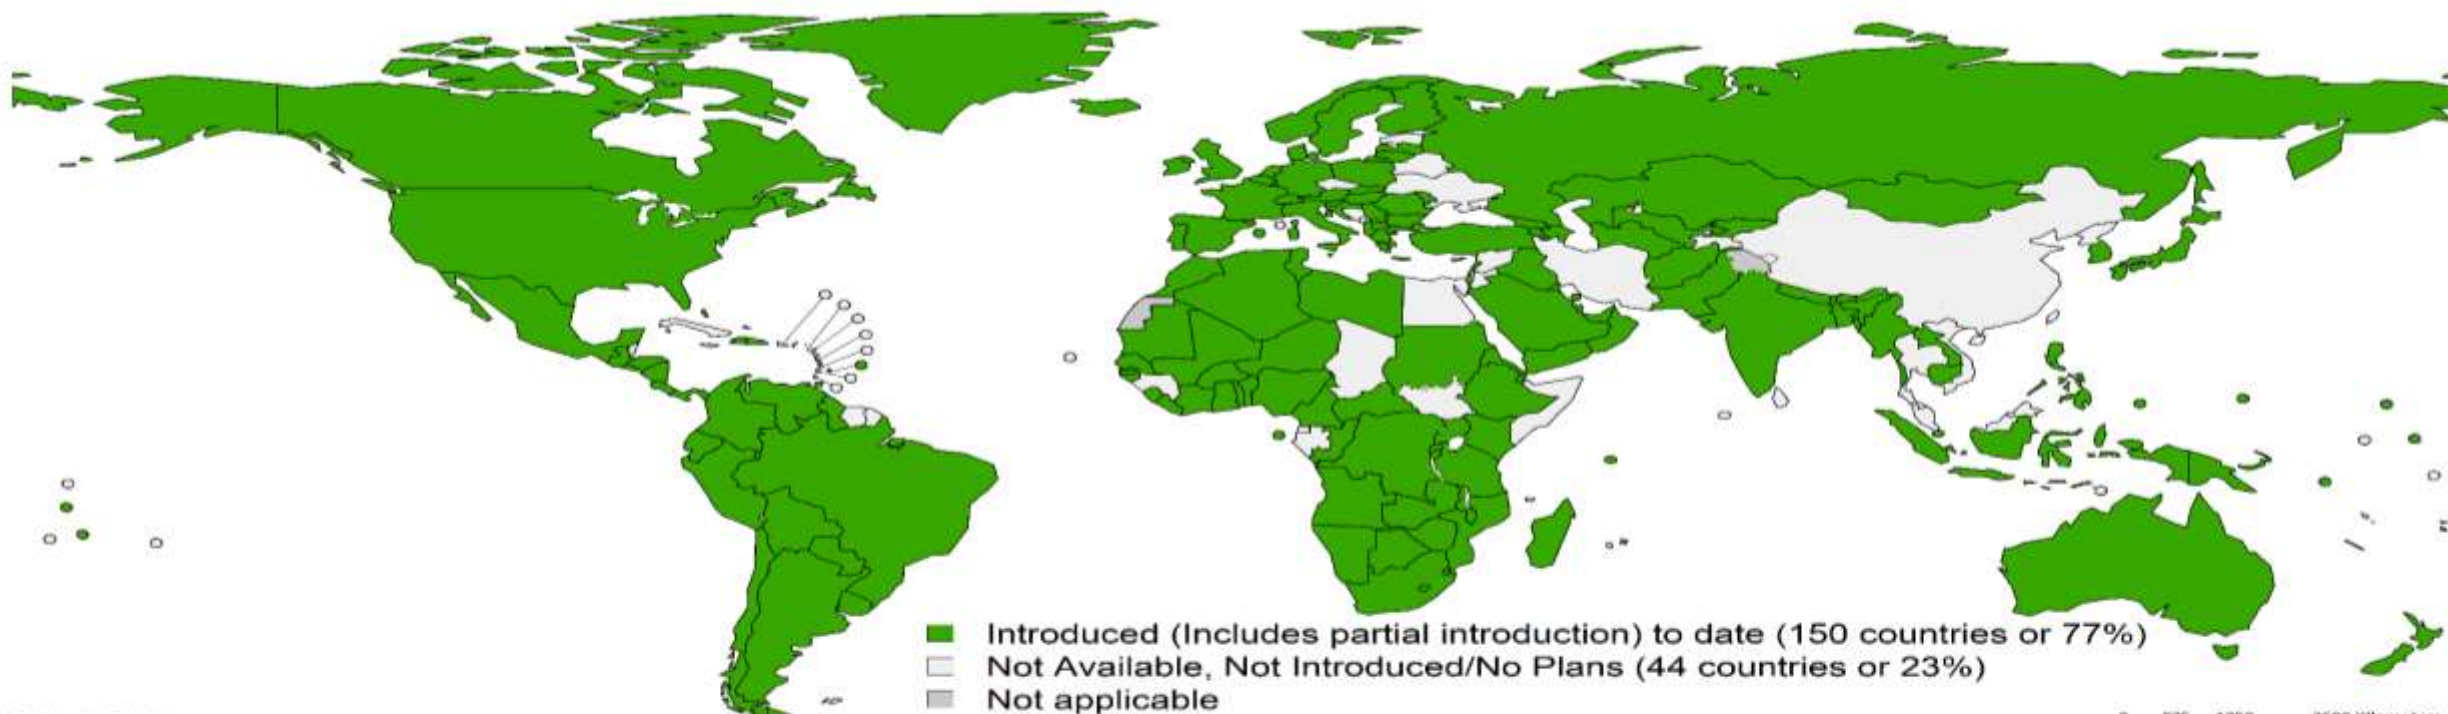 Introduced (Includes partial introduction) to date (150 countries or 77%)
Not Available, Not Introduced/No Plans (44 countries or 23%)
Not applicable